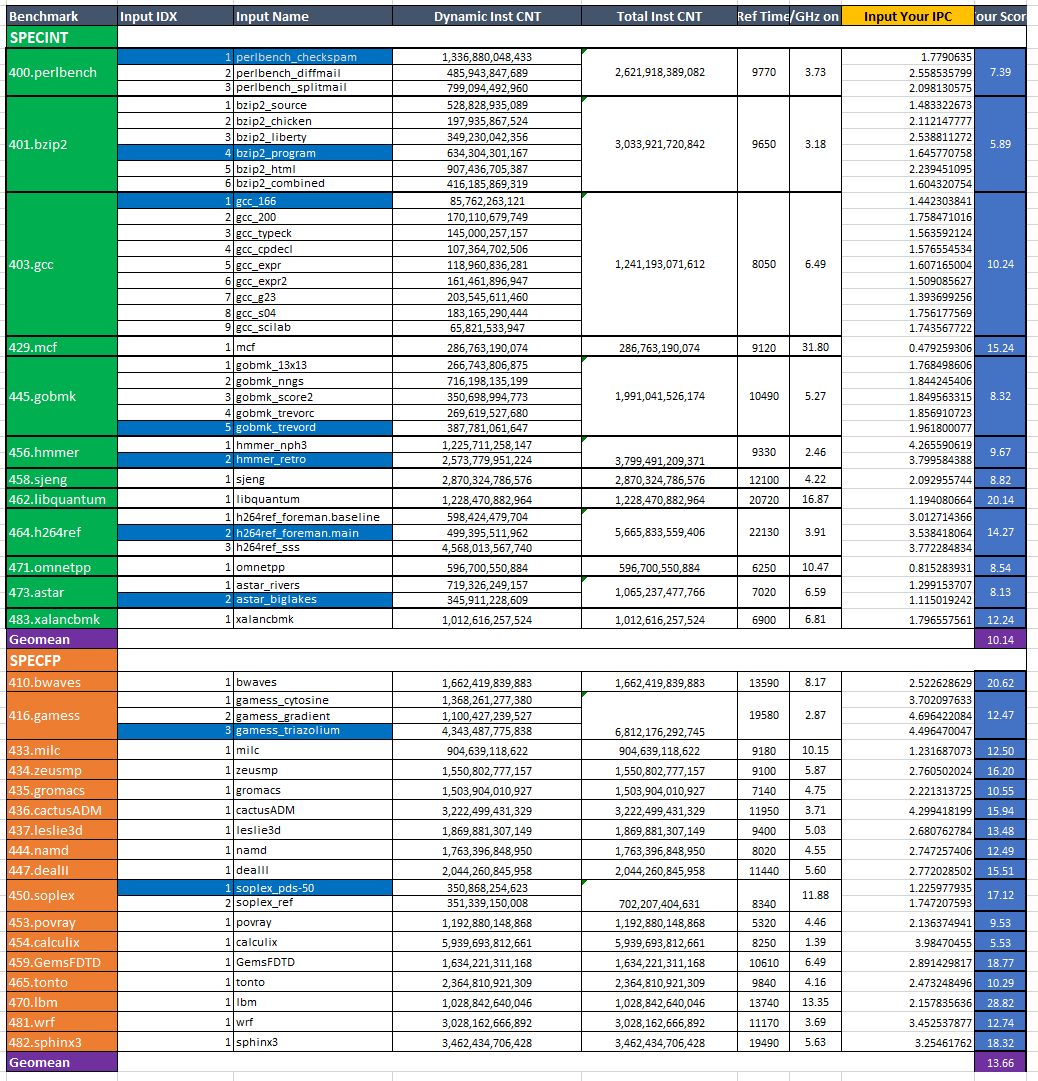 Benchmark Input IDX Input Name Dynamic Inst CNT Total Inst CNT Ref Time /GHz on Input Your IPC our Scor
SPECINT
400.perlbench 1 perlbench_checkspam 1,336,880,048,433 2,621,918,389,082 9770 3.73 1.7790635 7.39
2 perlbench_diffmail 485,943,847,689 2.558535799
3 perlbench_splitmail 799,094,492,960 2.098130575
401.bzip2 1 bzip2_source 528,828,935,089 3,033,921,720,842 9650 3.18 1.483322673 5.89
2 bzip2_chicken 197,935,867,524 2.112147777
3 bzip2_liberty 349,230,042,356 2.538811272
4 bzip2_program 634,304,301,167 1.645770758
5 bzip2_html 907,436,705,387 2.239451095
6 bzip2_combined 416,185,869,319 1.604320754
403.gcc 1 gcc_166 85,762,263,121 1,241,193,071,612 8050 6.49 1.442303841 10.24
2 gcc_200 170,110,679,749 1.758471016
3 gcc_typeck 145,000,257,157 1.563592124
4 gcc_cpdecl 107,364,702,506 1.576554534
5 gcc_expr 118,960,836,281 1.607165004
6 gcc_expr2 161,461,896,947 1.509085627
7 gcc_g23 203,545,611,460 1.393699256
8 gcc_s04 183,165,290,444 1.756177569
9 gcc_scilab 65,821,533,947 1.743567722
429.mcf 1 mcf 286,763,190,074 286,763,190,074 9120 31.80 0.479259306 15.24
445.gobmk 1 gobmk_13x13 266,743,806,875 1,991,041,526,174 10490 5.27 1.768498606 8.32
2 gobmk_nngs 716,198,135,199 1.844245406
3 gobmk_score2 350,698,994,773 1.849563315
4 gobmk_trevorc 269,619,527,680 1.856910723
5 gobmk_trevord 387,781,061,647 1.961800077
456.hmmer 1 hmmer_nph3 1,225,711,258,147 3,799,491,209,371 9330 2.46 4.265590619 9.67
2 hmmer_retro 2,573,779,951,224 3.799584388
458.sjeng 1 sjeng 2,870,324,786,576 2,870,324,786,576 12100 4.22 2.092955744 8.82
462.libquantum 1 libquantum 1,228,470,882,964 1,228,470,882,964 20720 16.87 1.194080664 20.14
464.h264ref 1 h264ref_foreman.baseline 598,424,479,704 5,665,833,559,406 22130 3.91 3.012714366 14.27
2 h264ref_foreman.main 499,395,511,962 3.538418064
3 h264ref_sss 4,568,013,567,740 3.772284834
471.omnetpp 1 omnetpp 596,700,550,884 596,700,550,884 6250 10.47 0.815283931 8.54
473.astar 1 astar_rivers 719,326,249,157 1,065,237,477,766 7020 6.59 1.299153707 8.13
2 astar_biglakes 345,911,228,609 1.115019242
483.xalancbmk 1 xalancbmk 1,012,616,257,524 1,012,616,257,524 6900 6.81 1.796557561 12.24
Geomean 10.14
SPECFP
410.bwaves 1 bwaves 1,662,419,839,883 1,662,419,839,883 13590 8.17 2.522628629 20.62
416.gamess 1 gamess_cytosine 1,368,261,277,380 6,812,176,292,745 19580 2.87 3.702097633 12.47
2 gamess_gradient 1,100,427,239,527 4.696422084
3 gamess_triazolium 4,343,487,775,838 4.496470047
433.milc 1 milc 904,639,118,622 904,639,118,622 9180 10.15 1.231687073 12.50
434.zeusmp 1 zeusmp 1,550,802,777,157 1,550,802,777,157 9100 5.87 2.760502024 16.20
435.gromacs 1 gromacs 1,503,904,010,927 1,503,904,010,927 7140 4.75 2.221313725 10.55
436.cactusADM 1 cactusADM 3,222,499,431,329 3,222,499,431,329 11950 3.71 4.299418199 15.94
437.leslie3d 1 leslie3d 1,869,881,307,149 1,869,881,307,149 9400 5.03 2.680762784 13.48
444.namd 1 namd 1,763,396,848,950 1,763,396,848,950 8020 4.55 2.747257406 12.49
447.dealII 1 dealII 2,044,260,845,958 2,044,260,845,958 11440 5.60 2.772028502 15.51
450.soplex 1 soplex_pds-50 350,868,254,623 702,207,404,631 8340 11.88 1.225977935 17.12
2 soplex_ref 351,339,150,008 1.747207593
453.povray 1 povray 1,192,880,148,868 1,192,880,148,868 5320 4.46 2.136374941 9.53
454.calculix 1 calculix 5,939,693,812,661 5,939,693,812,661 8250 1.39 3.98470455 5.53
459.GemsFDTD 1 GemsFDTD 1,634,221,311,168 1,634,221,311,168 10610 6.49 2.891429817 18.77
465.tonto 1 tonto 2,364,810,921,309 2,364,810,921,309 9840 4.16 2.473248496 10.29
470.lbm 1 lbm 1,028,842,640,046 1,028,842,640,046 13740 13.35 2.157835636 28.82
481.wrf 1 wrf 3,028,162,666,892 3,028,162,666,892 11170 3.69 3.452537877 12.74
482.sphinx3 1 sphinx3 3,462,434,706,428 3,462,434,706,428 19490 5.63 3.25461762 18.32
Geomean 13.66